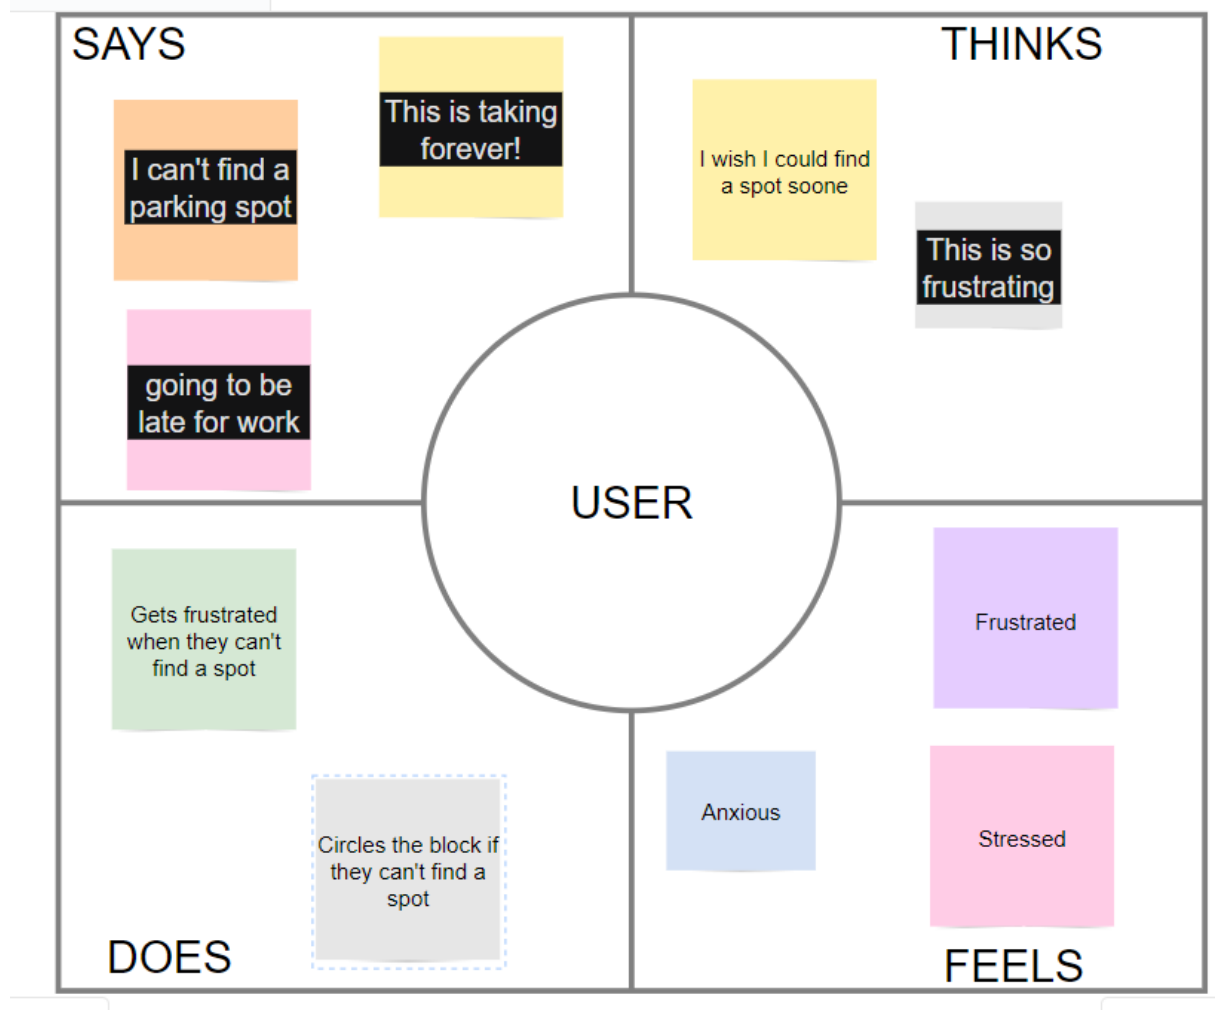 SAYS
This is taking
forever!
I can't find a
parking spot
going to be
late for work
THINKS
I wish I could find
a spot soone
This is so
frustrating
USER
Gets frustrated
when they can't
find a spot
Circles the block if
they can't find a
spot
DOES
Frustrated
Anxious
Stressed
FEELS